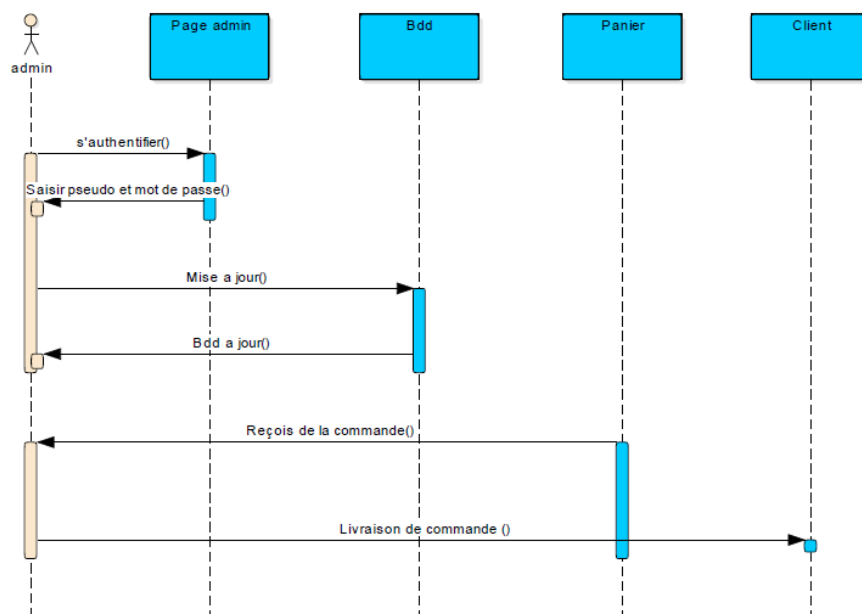 admin
Page admin
Bdd
Panier
Client
s'authentifier()
Saisir pseudo et mot de passe()
Mise a jour()
Bdd a jour()
Reçois de la commande()
Livraison de commande ()